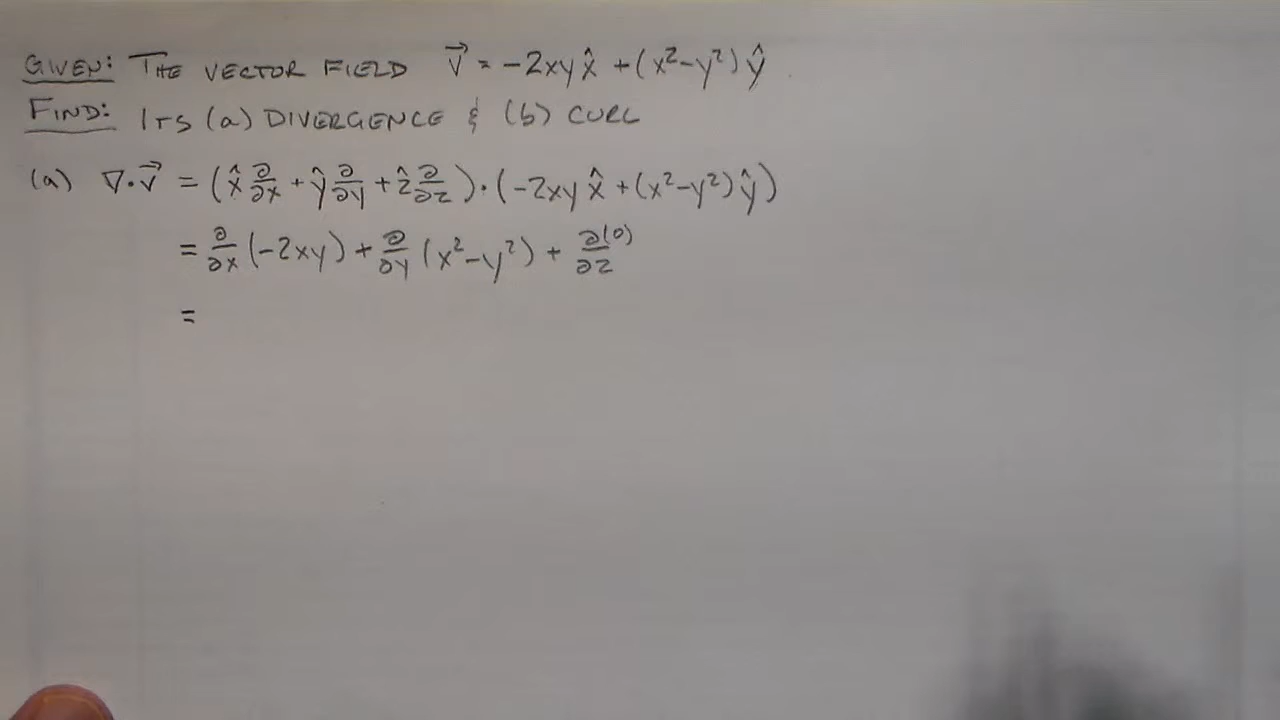 GIVEN: THE VECTOR FIELD V⃗ = -2xy x̂ + (x²-y²) ŷ
FIND: ITS (a) DIVERGENCE & (b) CURL
(a) ∇·V⃗ = (x̂ ∂/∂x + ŷ ∂/∂y + ẑ ∂/∂z)·(-2xy x̂ + (x²-y²) ŷ)
= ∂/∂x (-2xy) + ∂/∂y (x²-y²) + ∂(0)/∂z
=